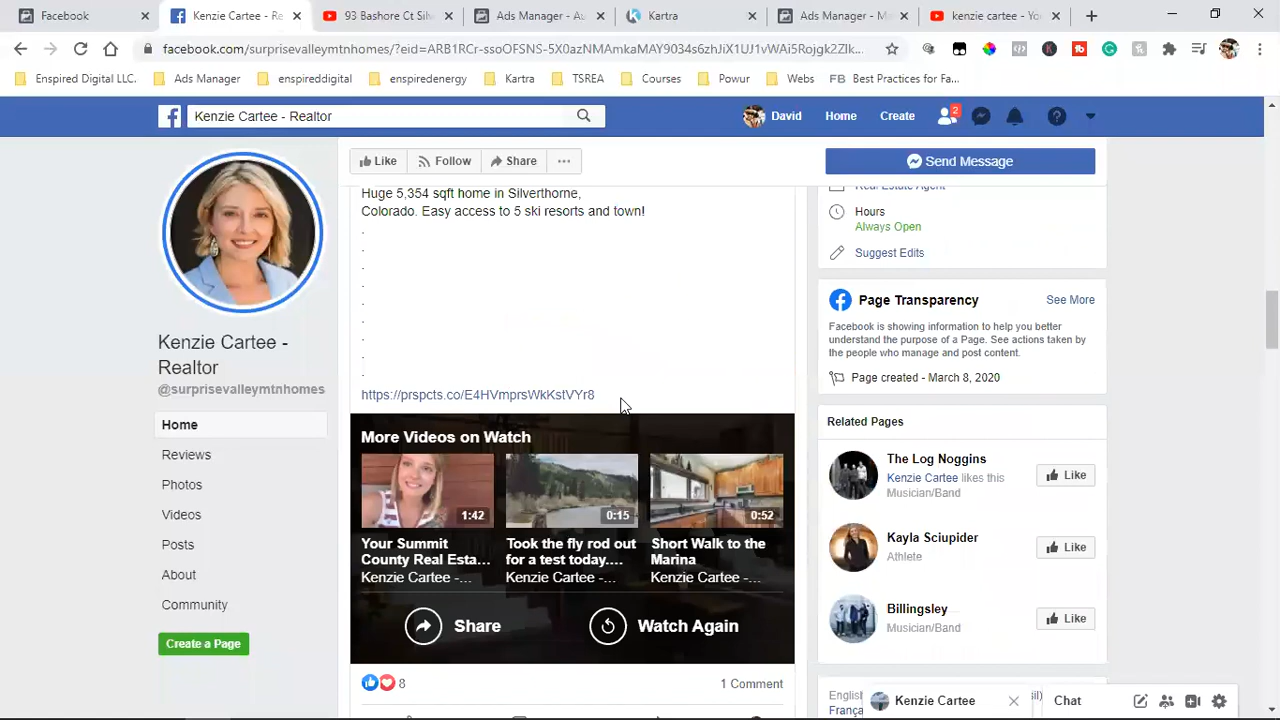 Facebook
Kenzie Cartee - Re
93 Bashore Ct Silv
Ads Manager - Au
Kartra
Ads Manager - M
kenzie cartee - Yo
facebook.com/surprisevalleymtnhomes/?eid=ARB1RCr-ssoOFSNS-5X0azNMAmkaMAY9034s6zhJiX1UJ1vWAi5Rojgk2Zlk...
Enspired Digital LLC.
Ads Manager
enspireddigital
enspiredenergy
Kartra
TSREA
Courses
Powur
Webs
FB Best Practices for Fa...
Kenzie Cartee - Realtor
David
Home
Create
2
Like
Follow
Share
Send Message
Kenzie Cartee -
Realtor
@surprisevalleymtnhomes
Home
Reviews
Photos
Videos
Posts
About
Community
Create a Page
Huge 5,354 sqft home in Silverthorne,
Colorado. Easy access to 5 ski resorts and town!
.
.
.
.
.
.
.
.
.
https://prspcts.co/E4HVmprsWkKstVYr8
More Videos on Watch
1:42
0:15
0:52
Your Summit
County Real Esta...
Kenzie Cartee -...
Took the fly rod out
for a test today....
Kenzie Cartee -...
Short Walk to the
Marina
Kenzie Cartee -...
Share
Watch Again
8
1 Comment
Real Estate Agent
Hours
Always Open
Suggest Edits
Page Transparency
See More
Facebook is showing information to help you better
understand the purpose of a Page. See actions taken by
the people who manage and post content.
Page created - March 8, 2020
Related Pages
The Log Noggins
Kenzie Cartee likes this
Musician/Band
Like
Kayla Sciupider
Athlete
Like
Billingsley
Musician/Band
Like
English
França
sil)
Kenzie Cartee
Chat